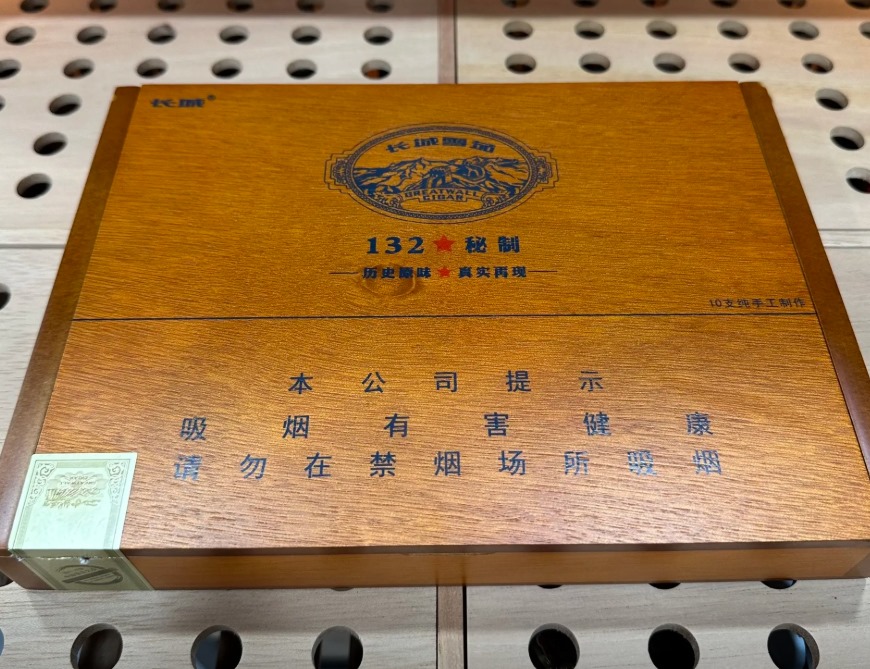 长城®
长城雪茄
GREATWALL
CIGAR
132★秘制
历史原味★真实再现
10支纯手工制作
本公司提示
吸烟有害健康
请勿在禁烟场所吸烟